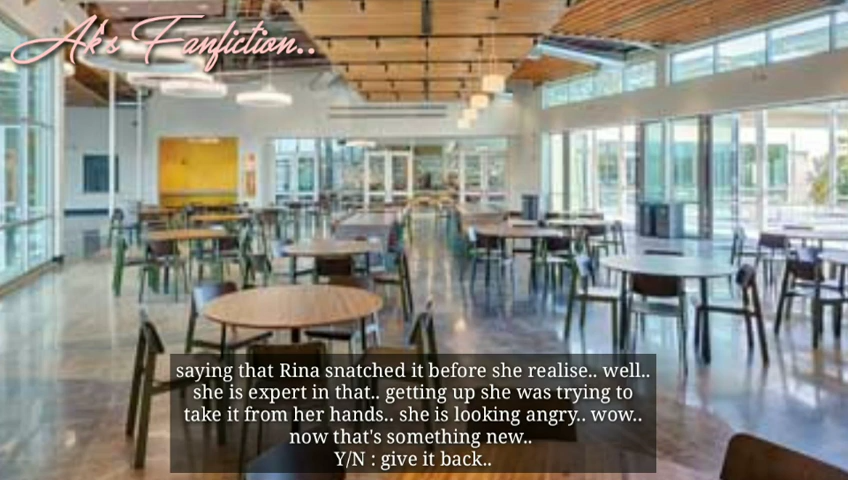 Ak's Fanfiction..
saying that Rina snatched it before she realise.. well..
she is expert in that.. getting up she was trying to
take it from her hands.. she is looking angry.. wow..
now that's something new..
Y/N : give it back..